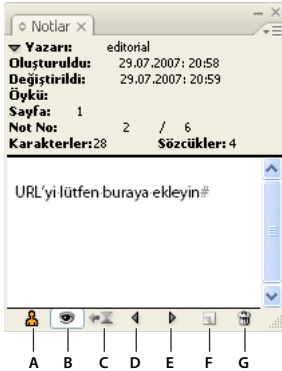 Notlar
Yazarı: editorial
Oluşturuldu: 29.07.2007; 20:58
Değiştirildi: 29.07.2007; 20:59
Öykü:
Sayfa: 1
Not No: 2 / 6
Karakterler:28 Sözcükler: 4
URL'yi lütfen buraya ekleyin#
A B C D E F G